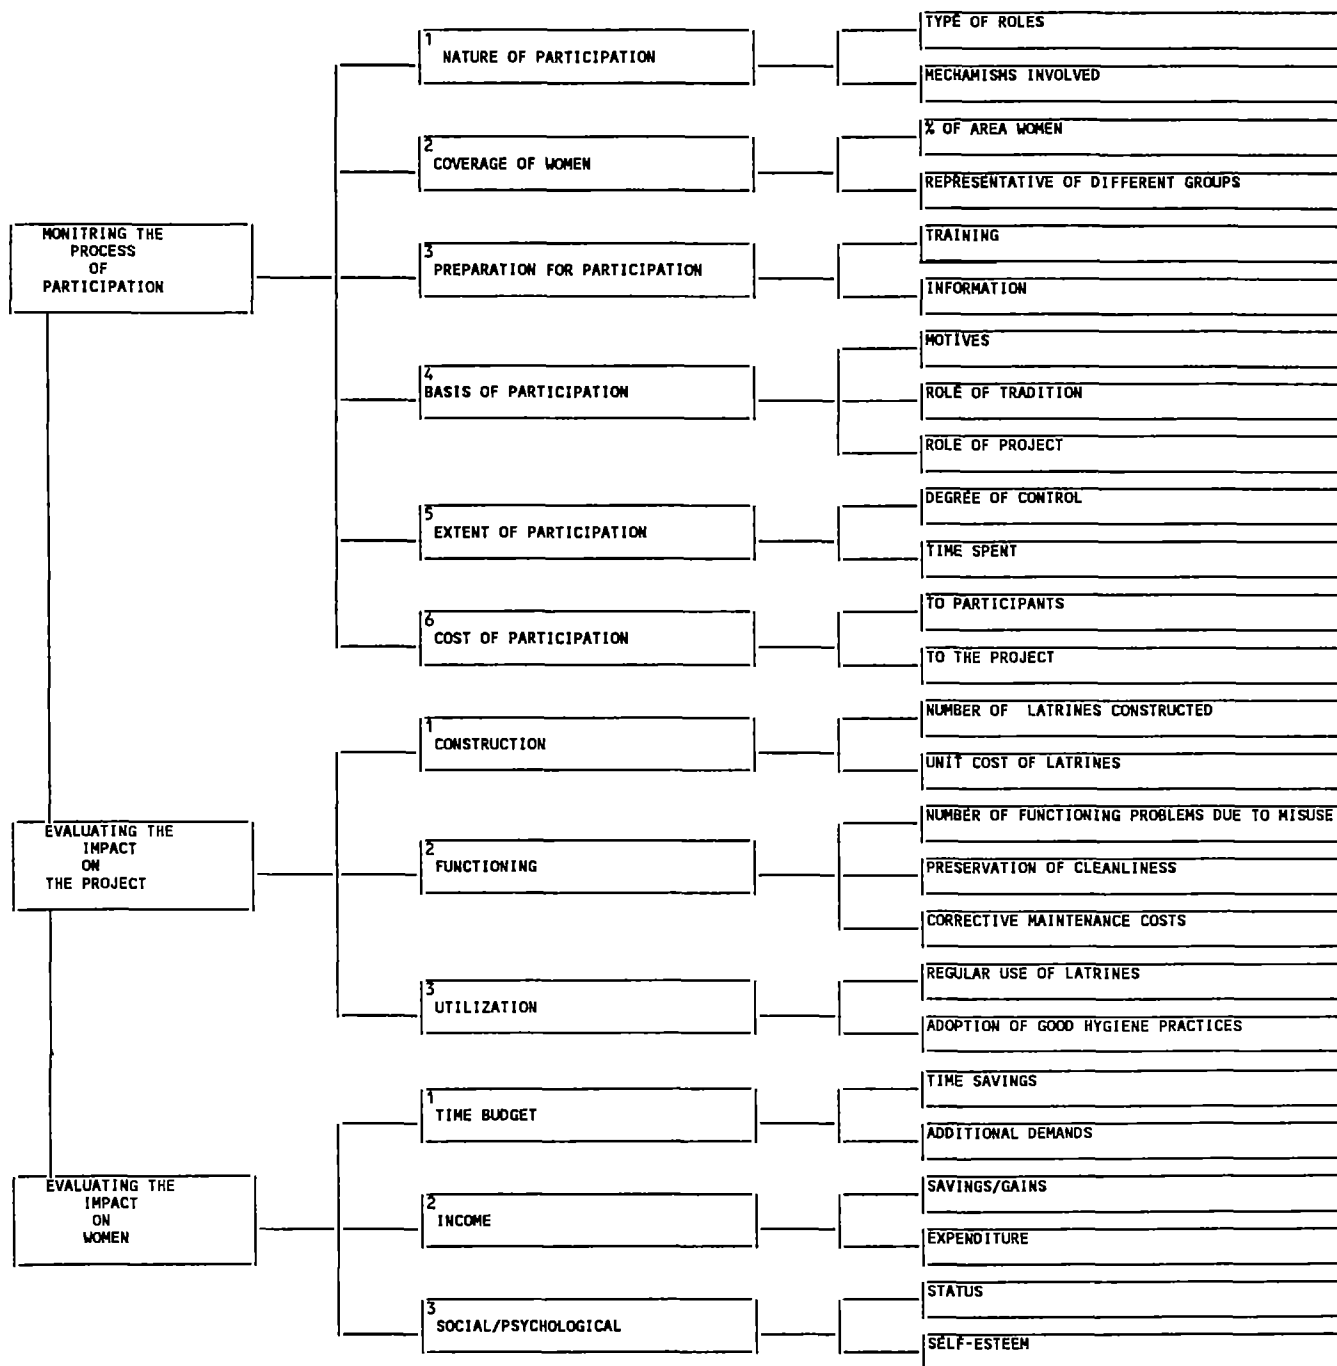 MONITRING THE
PROCESS
OF
PARTICIPATION
1
NATURE OF PARTICIPATION
TYPE OF ROLES
MECHAMISMS INVOLVED
2
COVERAGE OF WOMEN
% OF AREA WOMEN
REPRESENTATIVE OF DIFFERENT GROUPS
3
PREPARATION FOR PARTICIPATION
TRAINING
INFORMATION
4
BASIS OF PARTICIPATION
MOTIVES
ROLE OF TRADITION
ROLE OF PROJECT
5
EXTENT OF PARTICIPATION
DEGREE OF CONTROL
TIME SPENT
6
COST OF PARTICIPATION
TO PARTICIPANTS
TO THE PROJECT
EVALUATING THE
IMPACT
ON
THE PROJECT
1
CONSTRUCTION
NUMBER OF LATRINES CONSTRUCTED
UNIT COST OF LATRINES
2
FUNCTIONING
NUMBER OF FUNCTIONING PROBLEMS DUE TO MISUSE
PRESERVATION OF CLEANLINESS
CORRECTIVE MAINTENANCE COSTS
3
UTILIZATION
REGULAR USE OF LATRINES
ADOPTION OF GOOD HYGIENE PRACTICES
EVALUATING THE
IMPACT
ON
WOMEN
1
TIME BUDGET
TIME SAVINGS
ADDITIONAL DEMANDS
2
INCOME
SAVINGS/GAINS
EXPENDITURE
3
SOCIAL/PSYCHOLOGICAL
STATUS
SELF-ESTEEM